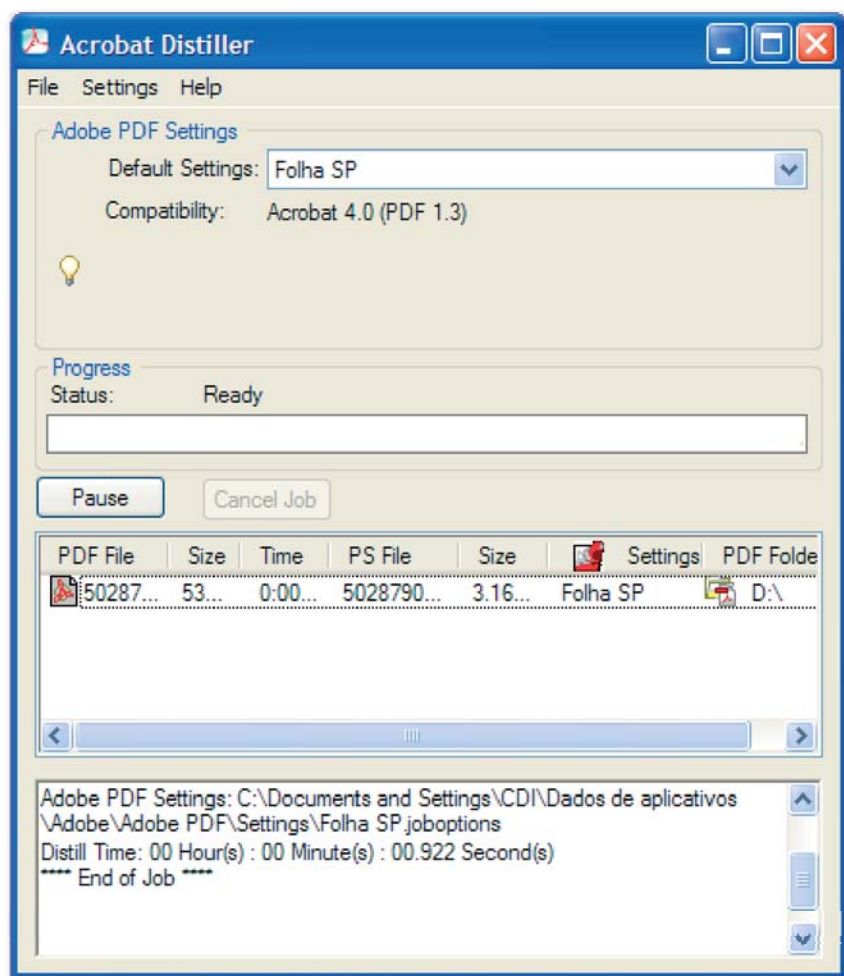 Acrobat Distiller
File Settings Help
Adobe PDF Settings
Default Settings: Folha SP
Compatibility: Acrobat 4.0 (PDF 1.3)
Progress
Status: Ready
Pause Cancel Job
PDF File Size Time PS File Size Settings PDF Folde
50287... 53... 0:00... 5028790... 3.16... Folha SP D:\
Adobe PDF Settings: C:\Documents and Settings\CDI\Dados de aplicativos
\Adobe\Adobe PDF\Settings\Folha SP.joboptions
Distill Time: 00 Hour(s) : 00 Minute(s) : 00.922 Second(s)
**** End of Job ****